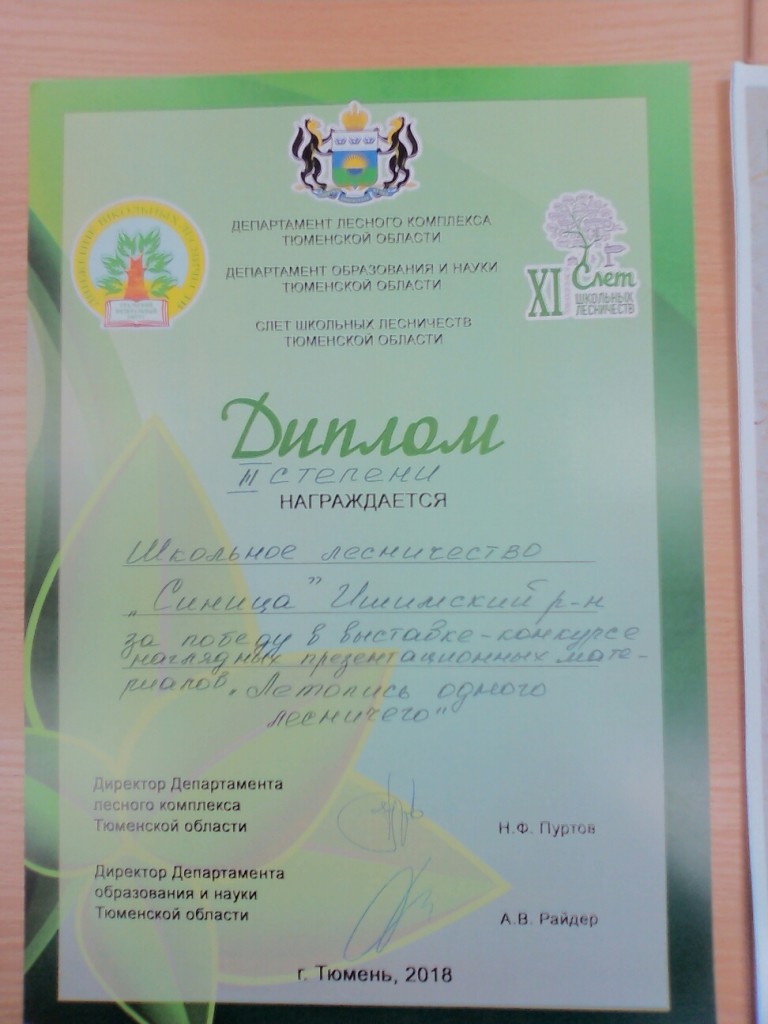 ДЕПАРТАМЕНТ ЛЕСНОГО КОМПЛЕКСА
ТЮМЕНСКОЙ ОБЛАСТИ
ДЕПАРТАМЕНТ ОБРАЗОВАНИЯ И НАУКИ
ТЮМЕНСКОЙ ОБЛАСТИ
СЛЕТ ШКОЛЬНЫХ ЛЕСНИЧЕСТВ
ТЮМЕНСКОЙ ОБЛАСТИ
XI Слет
ШКОЛЬНЫХ
ЛЕСНИЧЕСТВ
Диплом
III степени
НАГРАЖДАЕТСЯ
Школьное лесничество
„Синица" Ишимский р-н
за победу в выставке-конкурсе
наглядных презентационных мате-
риалов „Летопись одного
лесничего"
Директор Департамента
лесного комплекса
Тюменской области
Н.Ф. Пуртов
Директор Департамента
образования и науки
Тюменской области
А.В. Райдер
г. Тюмень, 2018